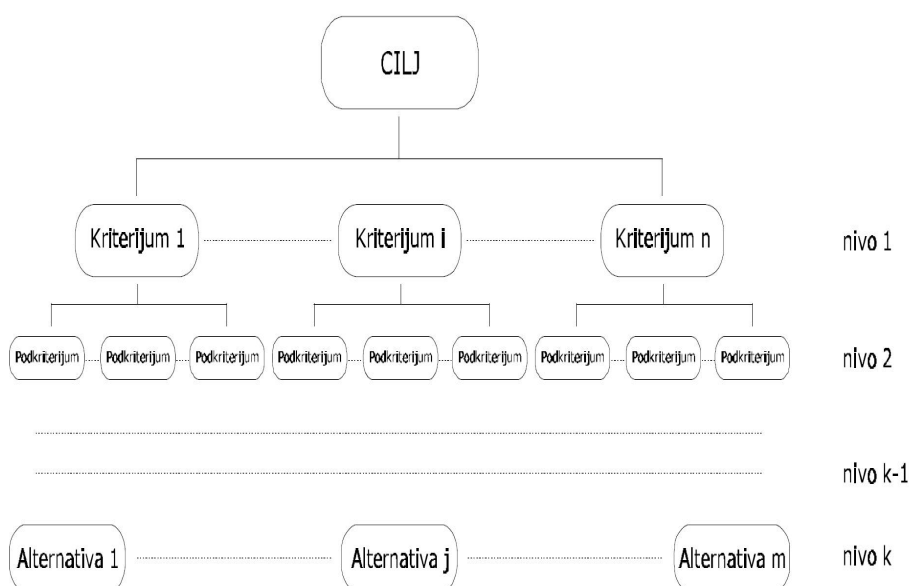 CILJ
Kriterijum 1 Kriterijum i Kriterijum n nivo 1
Podkriterijum Podkriterijum Podkriterijum Podkriterijum Podkriterijum Podkriterijum Podkriterijum Podkriterijum Podkriterijum nivo 2
nivo k-1
Alternativa 1 Alternativa j Alternativa m nivo k